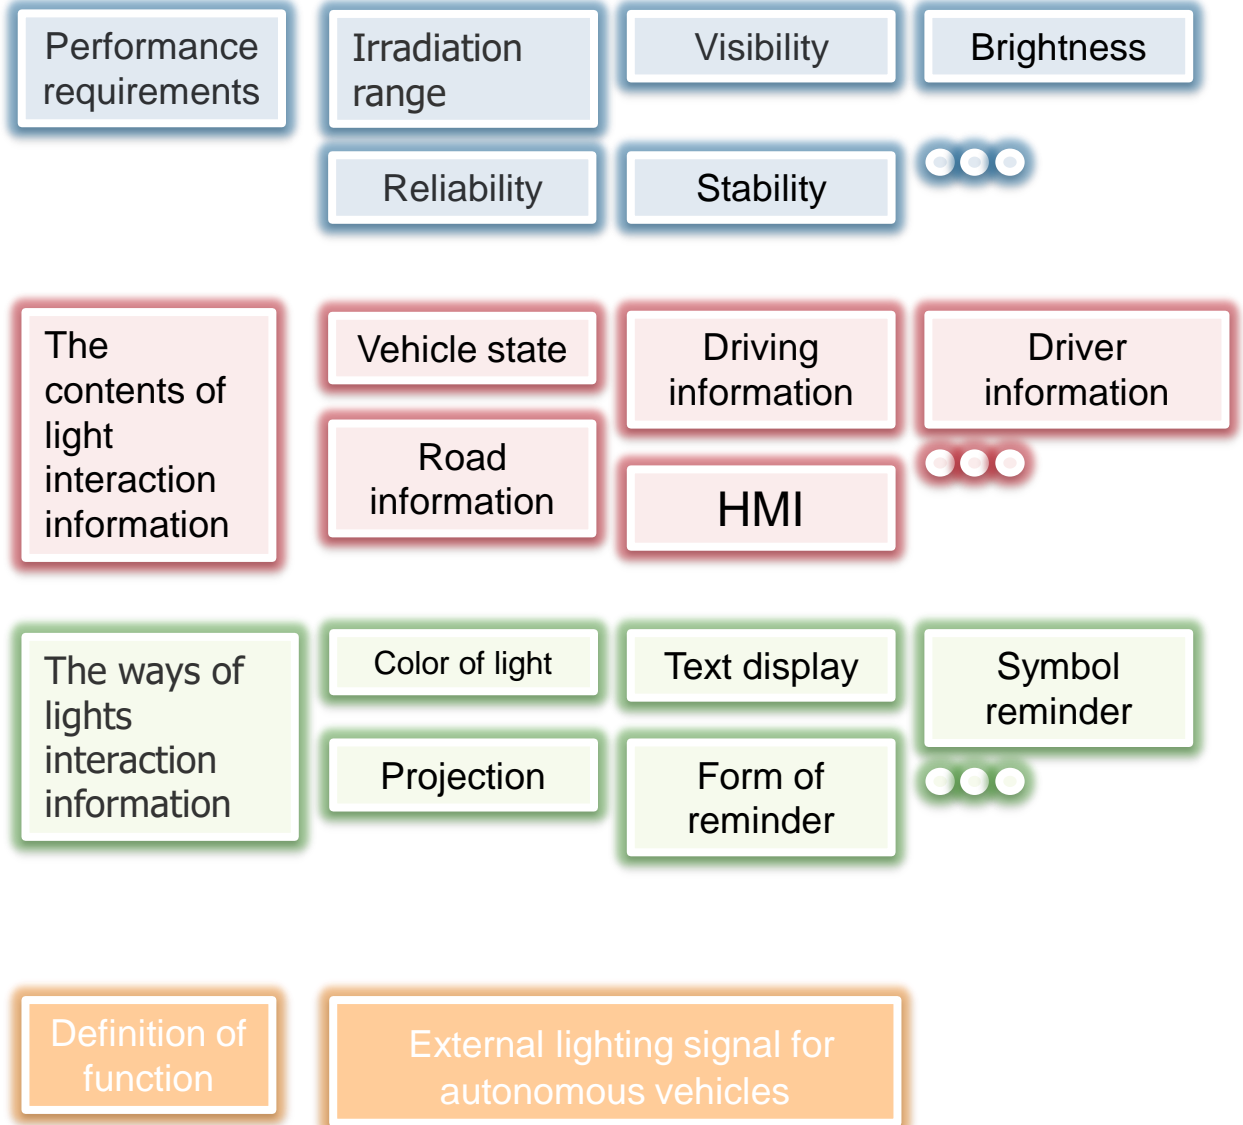 Performance
requirements
Irradiation
range
Visibility
Brightness
Reliability
Stability
The
contents of
light
interaction
information
Vehicle state
Driving
information
Driver
information
Road
information
HMI
The ways of
lights
interaction
information
Color of light
Text display
Symbol
reminder
Projection
Form of
reminder
Definition of
function
External lighting signal for
autonomous vehicles